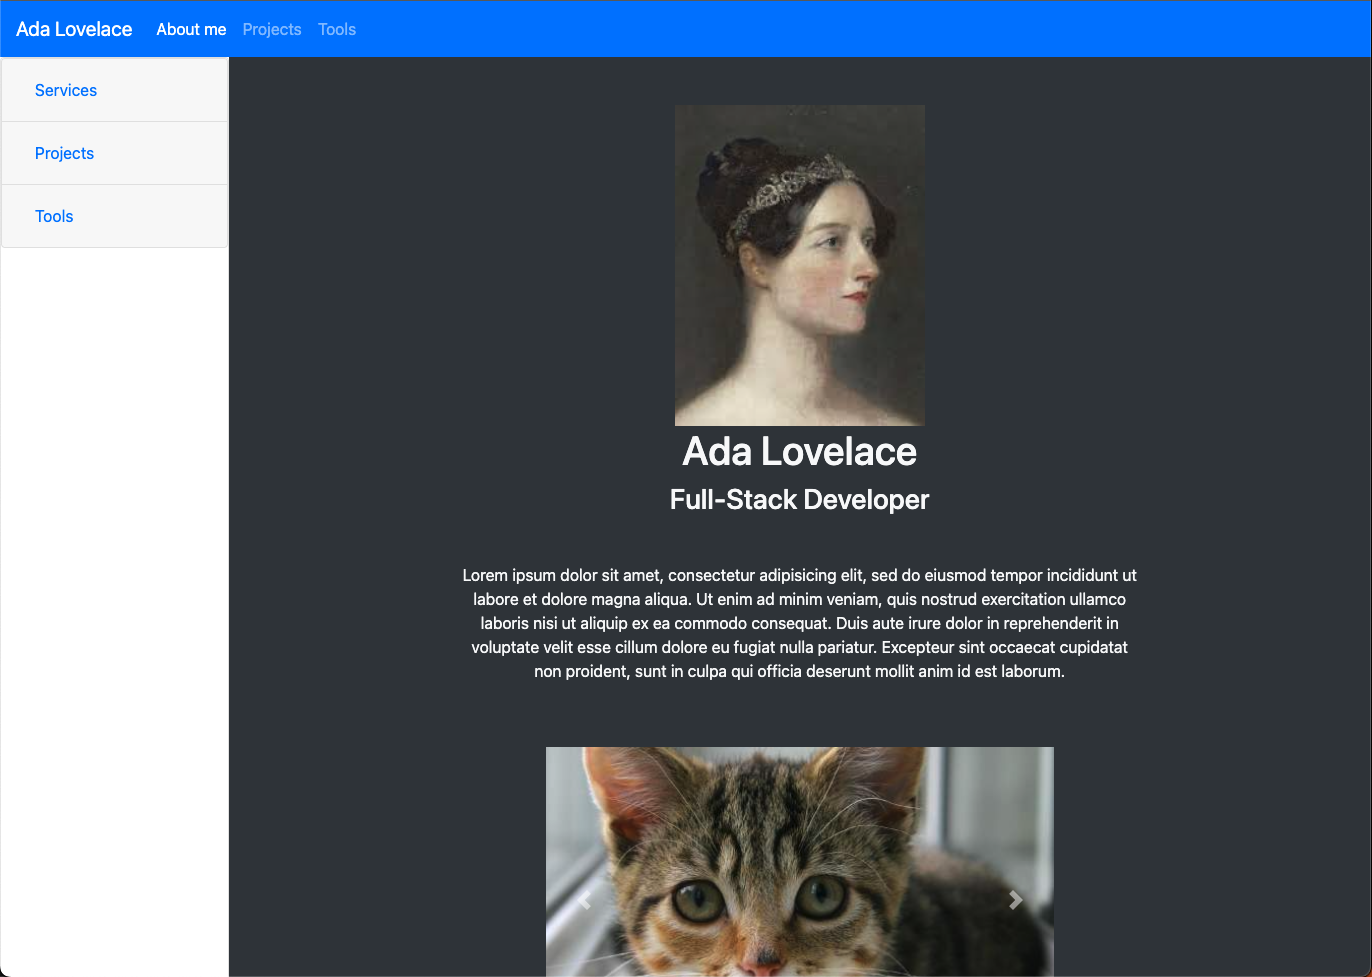 Ada Lovelace About me Projects Tools
Services
Projects
Tools
Ada Lovelace
Full-Stack Developer
Lorem ipsum dolor sit amet, consectetur adipisicing elit, sed do eiusmod tempor incididunt ut
labore et dolore magna aliqua. Ut enim ad minim veniam, quis nostrud exercitation ullamco
laboris nisi ut aliquip ex ea commodo consequat. Duis aute irure dolor in reprehenderit in
voluptate velit esse cillum dolore eu fugiat nulla pariatur. Excepteur sint occaecat cupidatat
non proident, sunt in culpa qui officia deserunt mollit anim id est laborum.